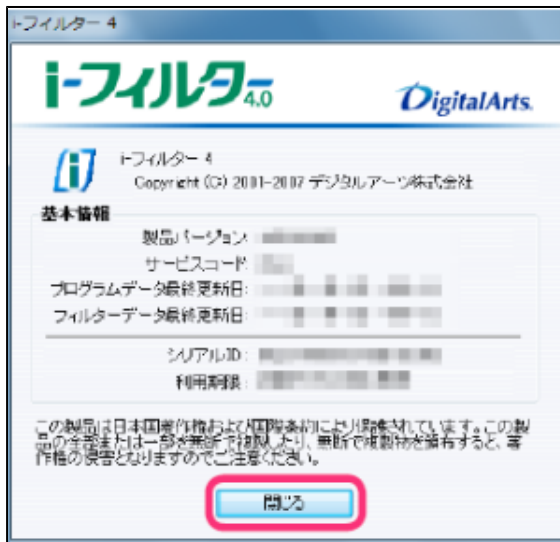 i-フィルター 4
i-フィルター 4.0
DigitalArts.
i-フィルター 4
Copyright (C) 2001-2007 デジタルアーツ株式会社
基本情報
製品バージョン:
サービスコード:
プログラムデータ最終更新日:
フィルターデータ最終更新日:
シリアルID:
利用期限:
この製品は日本国著作権および国際条約により保護されています。この製
品の全部または一部を無断で複製したり、無断で複製物を頒布すると、著
作権の侵害となりますのでご注意ください。
閉じる